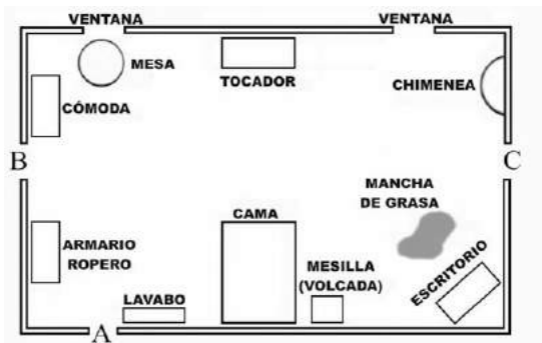 VENTANA
VENTANA
MESA
TOCADOR
CHIMENEA
CÓMODA
B
C
MANCHA
DE GRASA
CAMA
ARMARIO
ROPERO
MESILLA
(VOLCADA)
ESCRITORIO
LAVABO
A